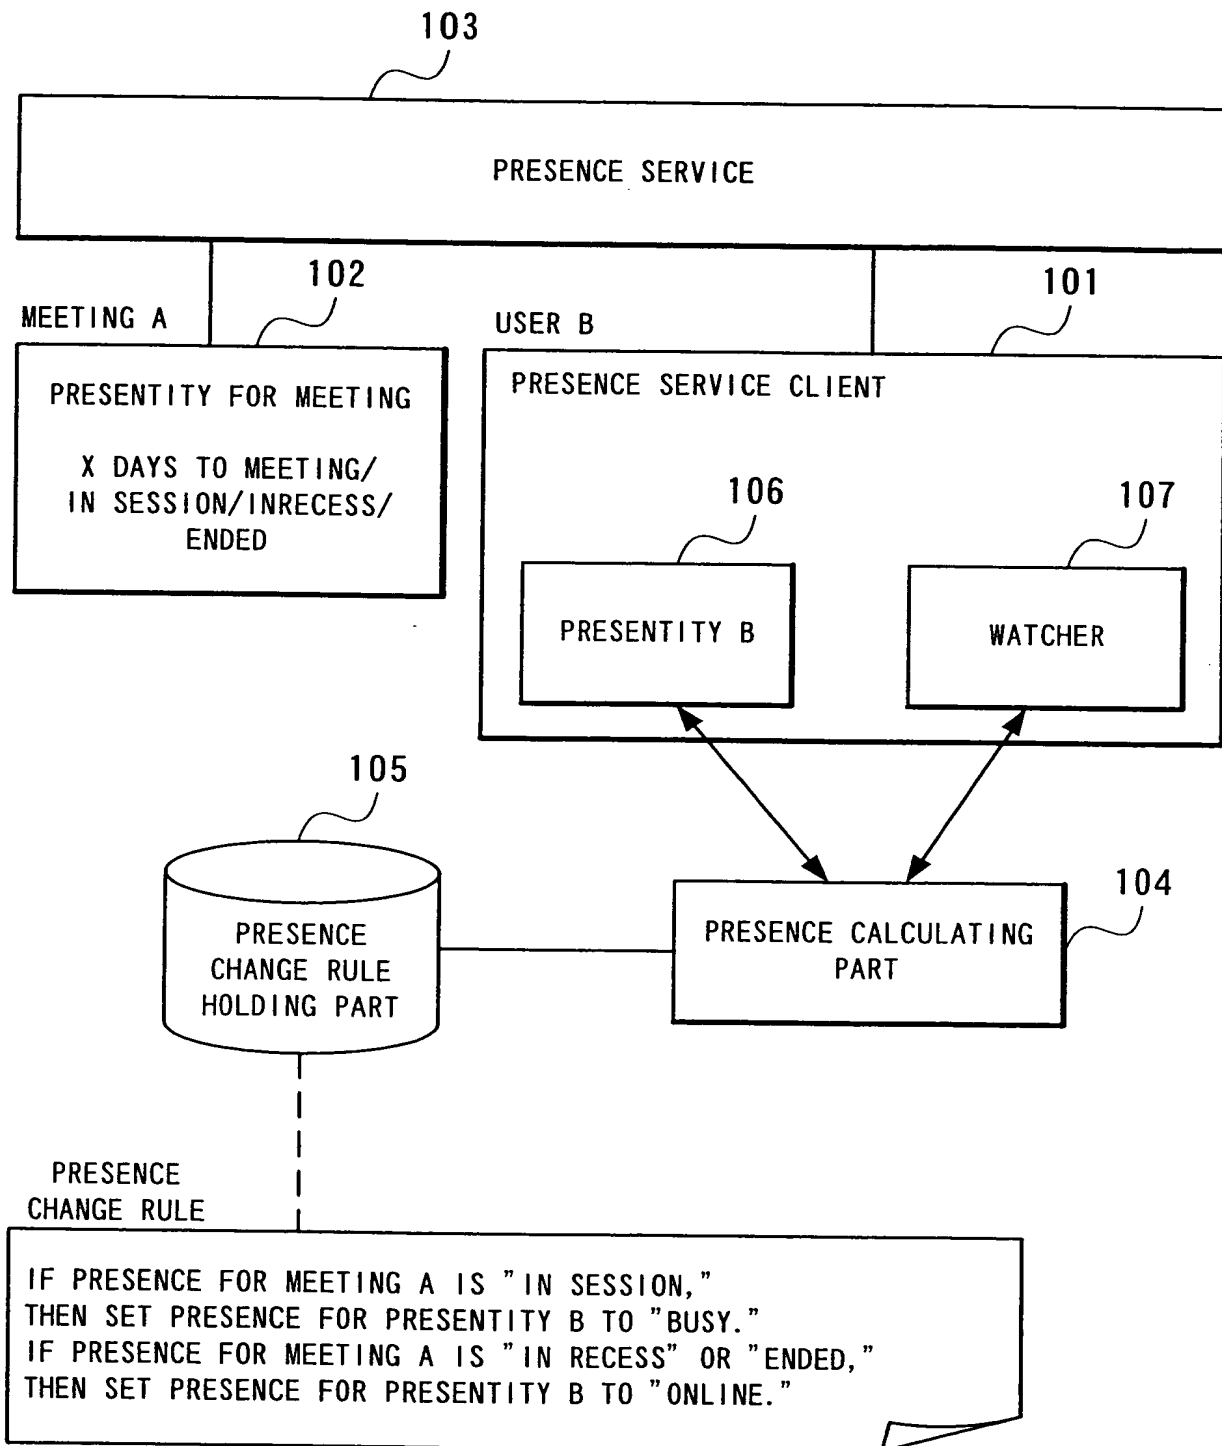 103
PRESENCE SERVICE
102
101
MEETING A
USER B
PRESENTITY FOR MEETING
X DAYS TO MEETING/
IN SESSION/INRECESS/
ENDED
PRESENCE SERVICE CLIENT
106
107
PRESENTITY B
WATCHER
105
104
PRESENCE
CHANGE RULE
HOLDING PART
PRESENCE CALCULATING
PART
PRESENCE
CHANGE RULE
IF PRESENCE FOR MEETING A IS "IN SESSION,"
THEN SET PRESENCE FOR PRESENTITY B TO "BUSY."
IF PRESENCE FOR MEETING A IS "IN RECESS" OR "ENDED,"
THEN SET PRESENCE FOR PRESENTITY B TO "ONLINE."